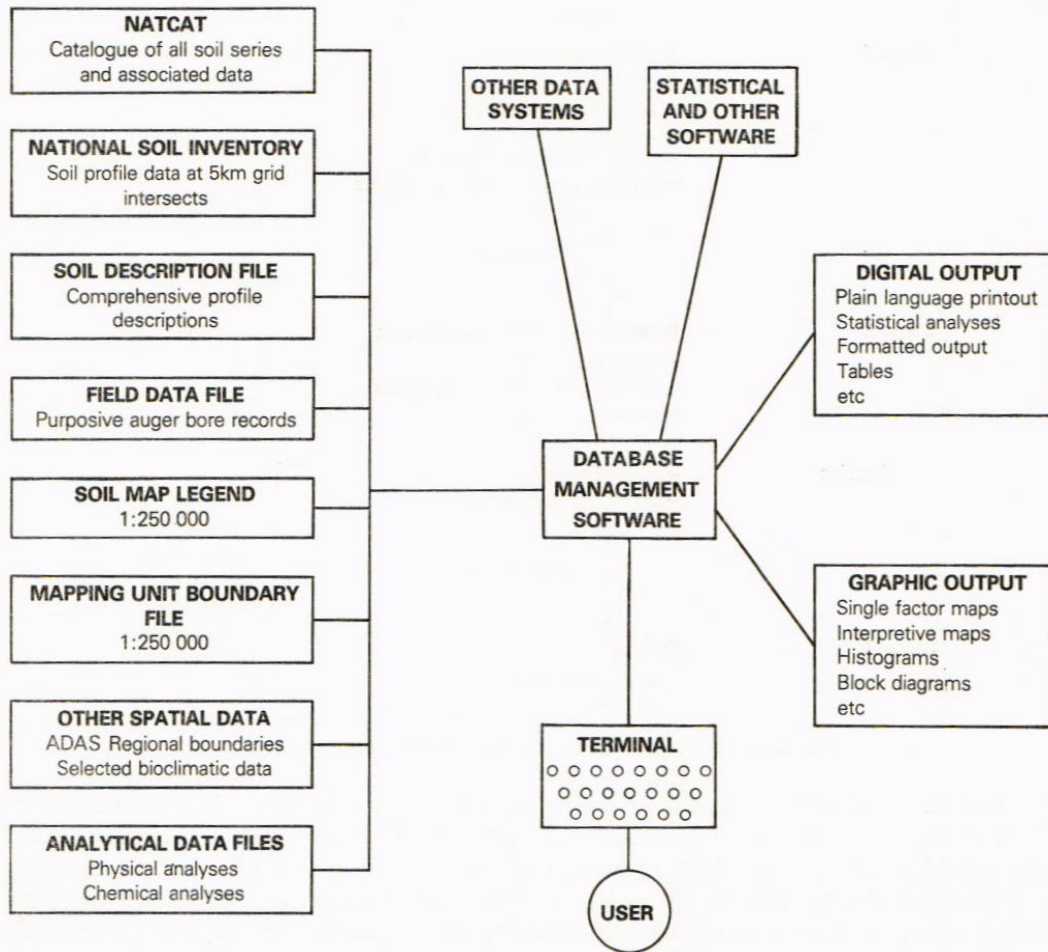 NATCAT
Catalogue of all soil series
and associated data
NATIONAL SOIL INVENTORY
Soil profile data at 5km grid
intersects
SOIL DESCRIPTION FILE
Comprehensive profile
descriptions
FIELD DATA FILE
Purposive auger bore records
SOIL MAP LEGEND
1:250 000
MAPPING UNIT BOUNDARY
FILE
1:250 000
OTHER SPATIAL DATA
ADAS Regional boundaries
Selected bioclimatic data
ANALYTICAL DATA FILES
Physical analyses
Chemical analyses
OTHER DATA
SYSTEMS
STATISTICAL
AND OTHER
SOFTWARE
DATABASE
MANAGEMENT
SOFTWARE
TERMINAL
USER
DIGITAL OUTPUT
Plain language printout
Statistical analyses
Formatted output
Tables
etc
GRAPHIC OUTPUT
Single factor maps
Interpretive maps
Histograms
Block diagrams
etc